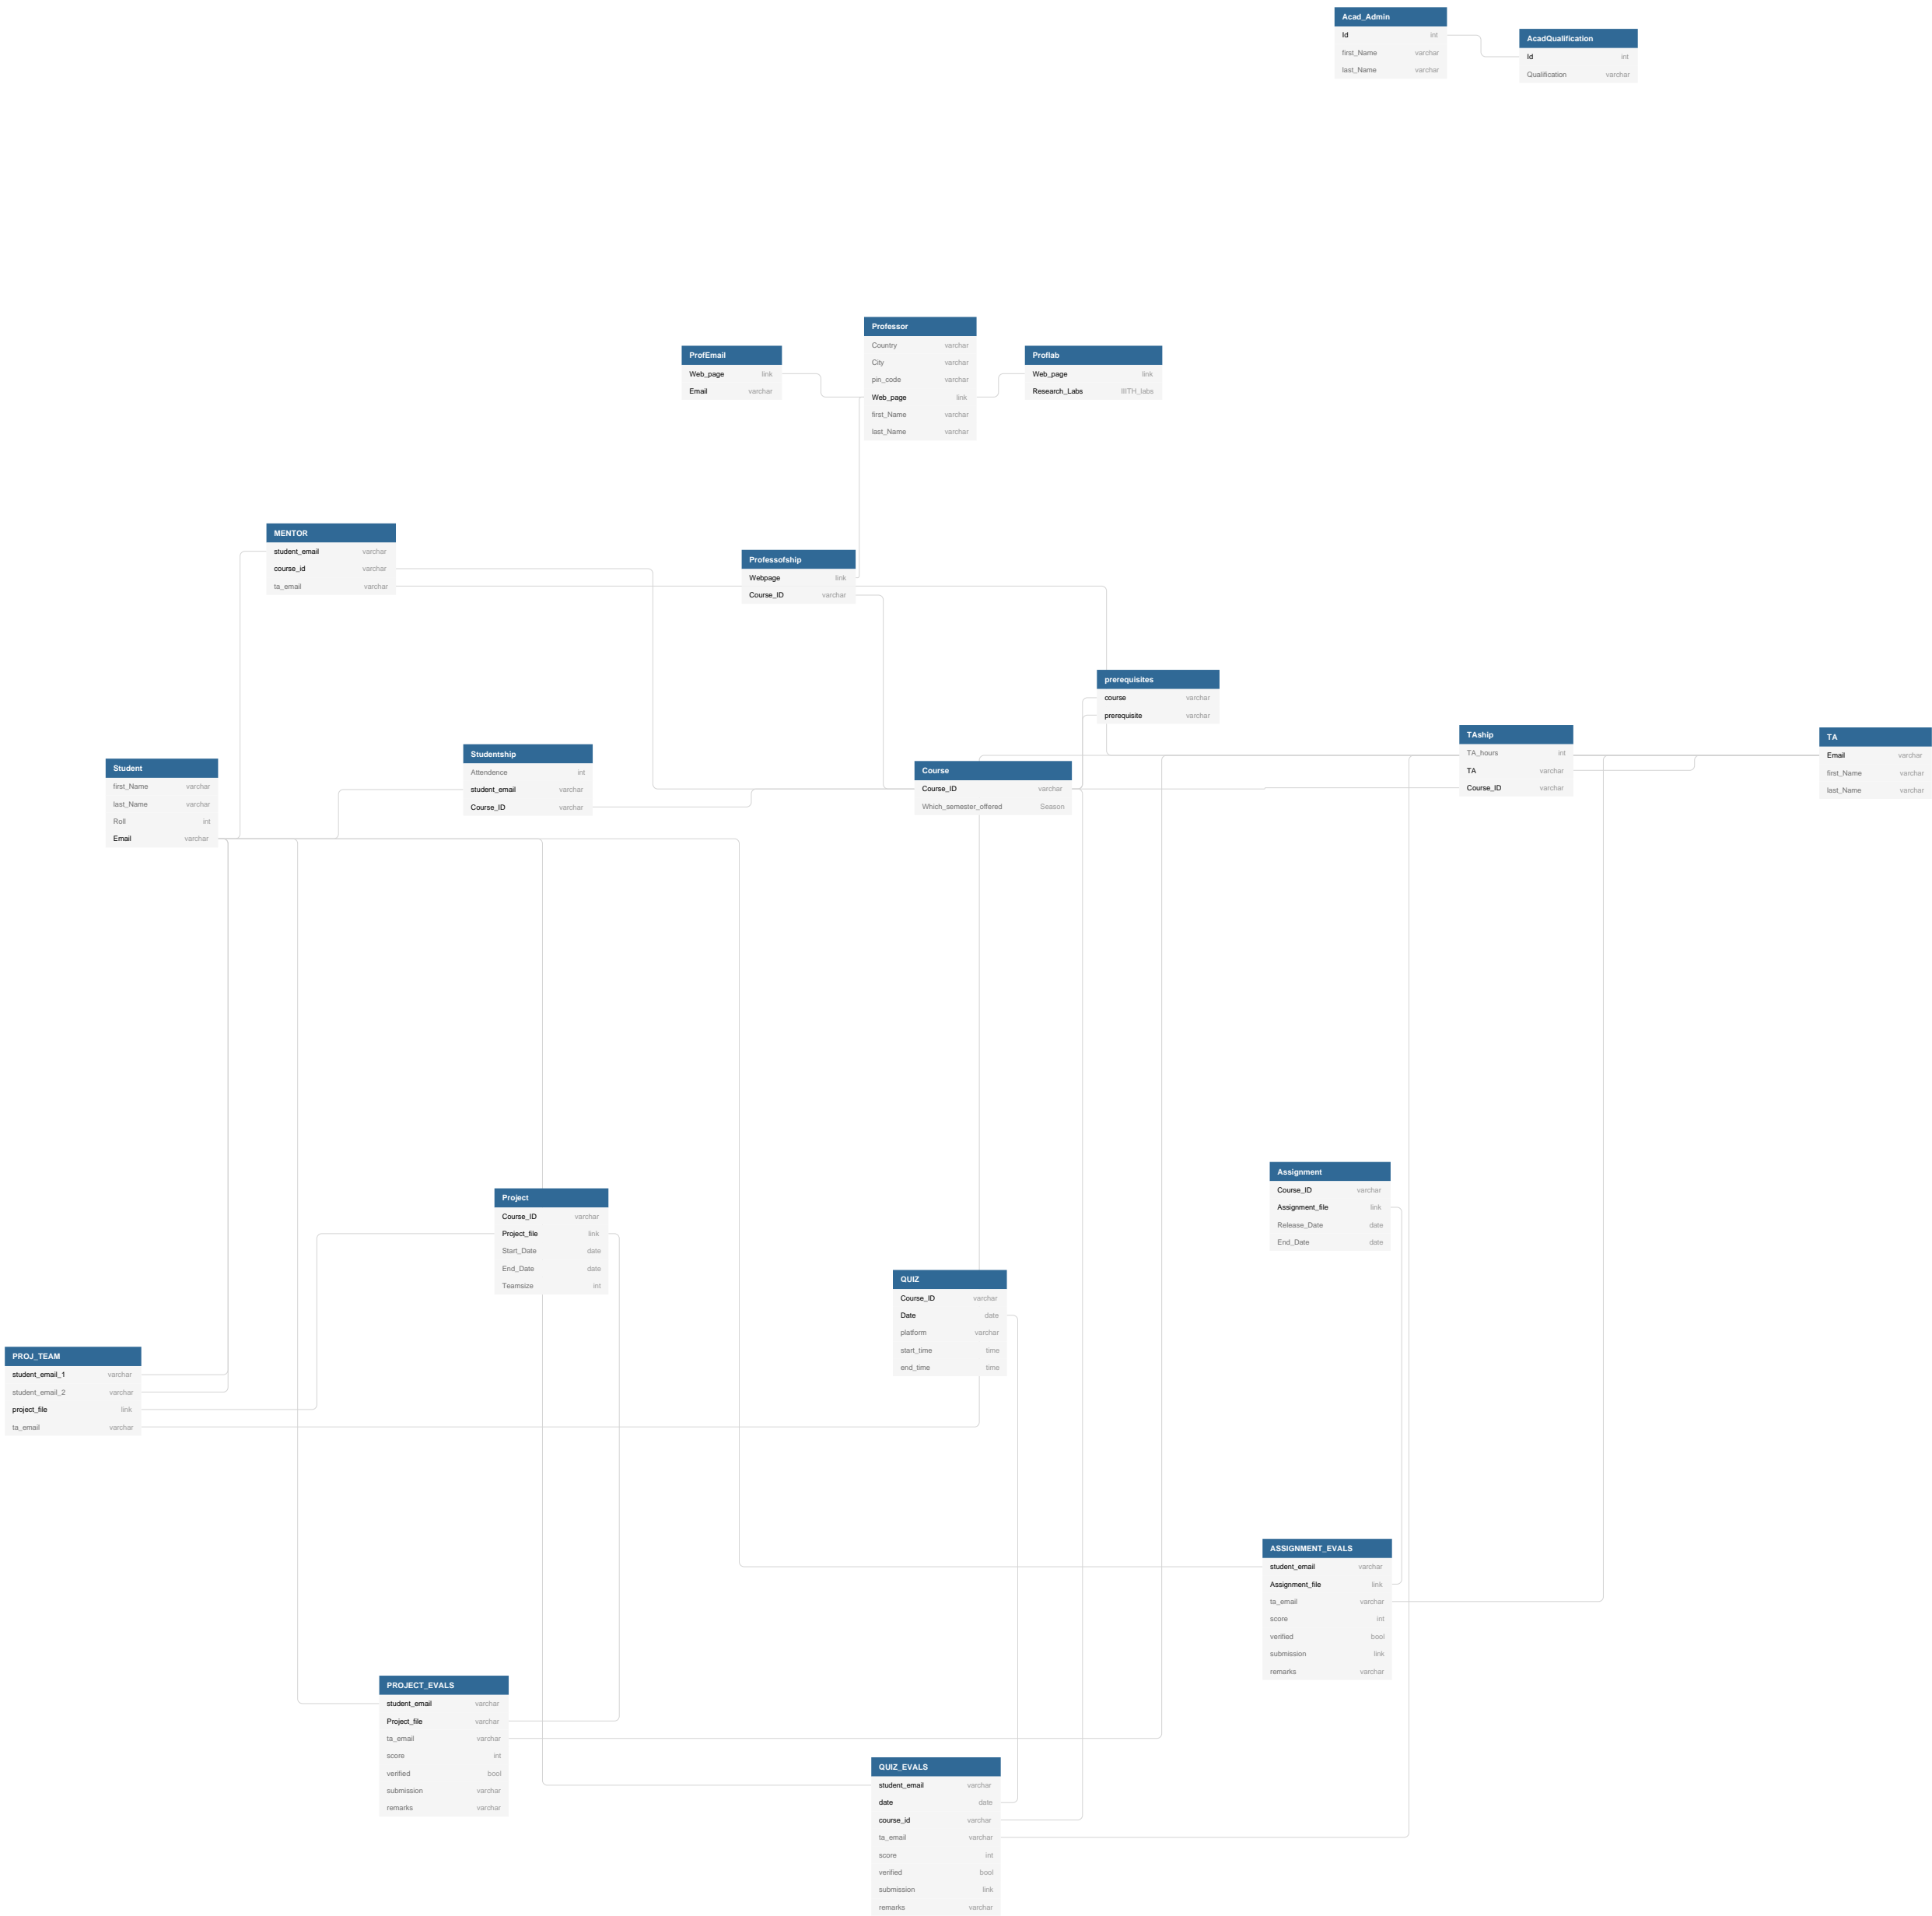 Acad_Admin
Id int
first_Name varchar
last_Name varchar
AcadQualification
Id int
Qualification varchar
Professor
Country varchar
City varchar
pin_code varchar
Web_page link
first_Name varchar
last_Name varchar
ProfEmail
Web_page link
Email varchar
Proflab
Web_page link
Research_Labs IIITH_labs
MENTOR
student_email varchar
course_id varchar
ta_email varchar
Professofship
Webpage link
Course_ID varchar
prerequisites
course varchar
prerequisite varchar
TAship
TA_hours int
TA varchar
Course_ID varchar
TA
Email varchar
first_Name varchar
last_Name varchar
Studentship
Attendence int
student_email varchar
Course_ID varchar
Student
first_Name varchar
last_Name varchar
Roll int
Email varchar
Course
Course_ID varchar
Which_semester_offered Season
Assignment
Course_ID varchar
Assignment_file link
Release_Date date
End_Date date
Project
Course_ID varchar
Project_file link
Start_Date date
End_Date date
Teamsize int
QUIZ
Course_ID varchar
Date date
platform varchar
start_time time
end_time time
PROJ_TEAM
student_email_1 varchar
student_email_2 varchar
project_file link
ta_email varchar
ASSIGNMENT_EVALS
student_email varchar
Assignment_file link
ta_email varchar
score int
verified bool
submission link
remarks varchar
PROJECT_EVALS
student_email varchar
Project_file varchar
ta_email varchar
score int
verified bool
submission varchar
remarks varchar
QUIZ_EVALS
student_email varchar
date date
course_id varchar
ta_email varchar
score int
verified bool
submission link
remarks varchar